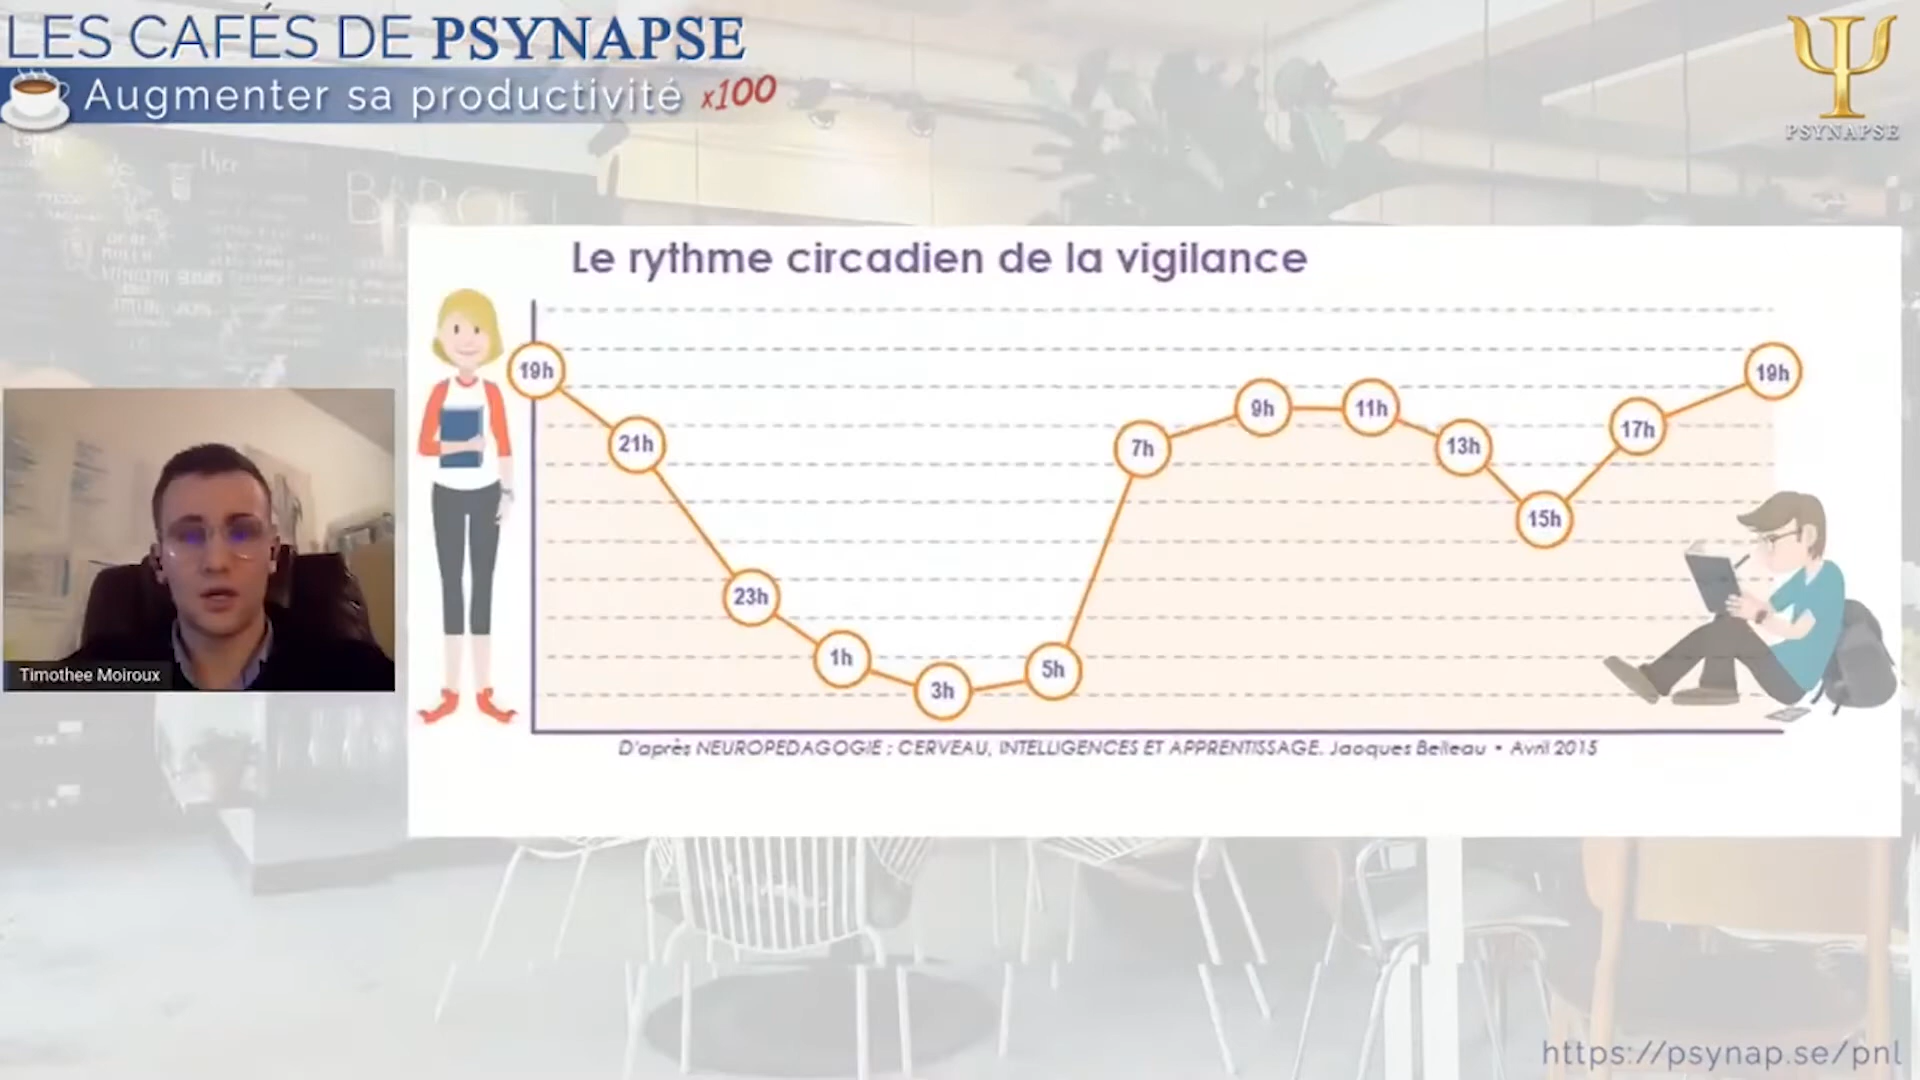 LES CAFÉS DE PSYNAPSE
Augmenter sa productivité x100
PSYNAPSE
Le rythme circadien de la vigilance
19h
21h
23h
1h
3h
5h
7h
9h
11h
13h
15h
17h
19h
D'après NEUROPEDAGOGIE : CERVEAU, INTELLIGENCES ET APPRENTISSAGE. Jacques Belleau • Avril 2015
Timothee Moiroux
https://psynap.se/pnl